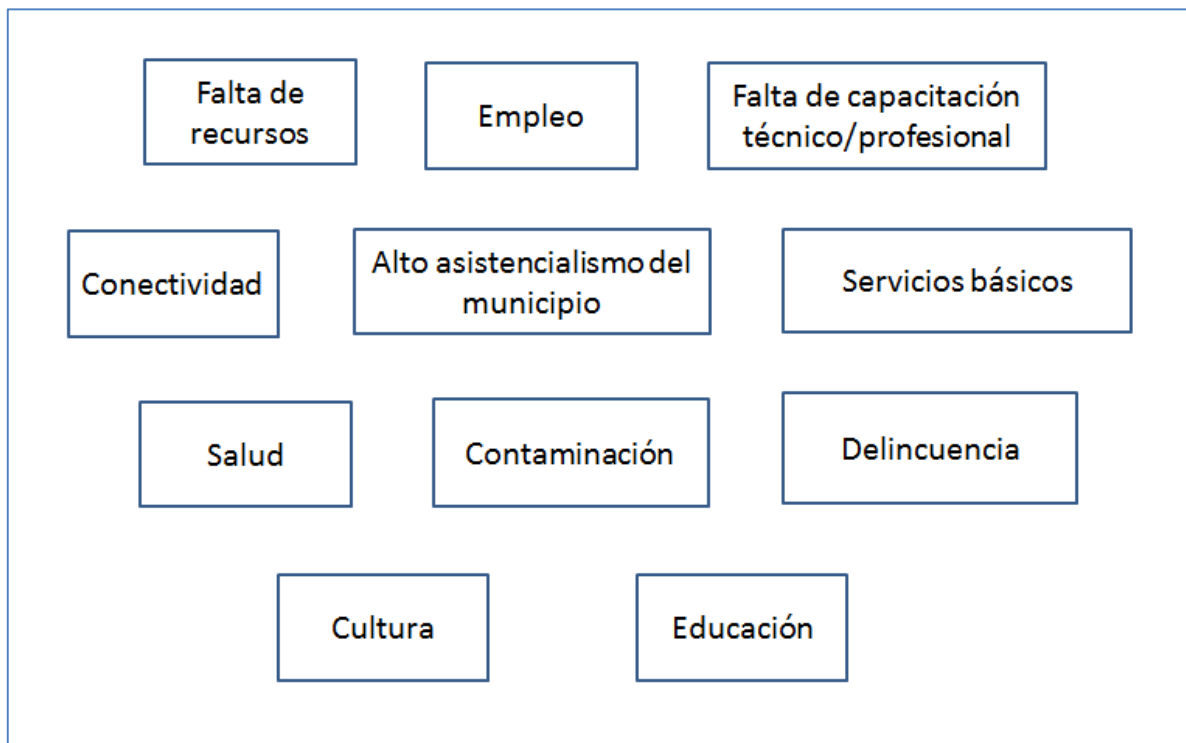 Falta de
recursos
Empleo
Falta de capacitación
técnico/profesional
Conectividad
Alto asistencialismo del
municipio
Servicios básicos
Salud
Contaminación
Delincuencia
Cultura
Educación